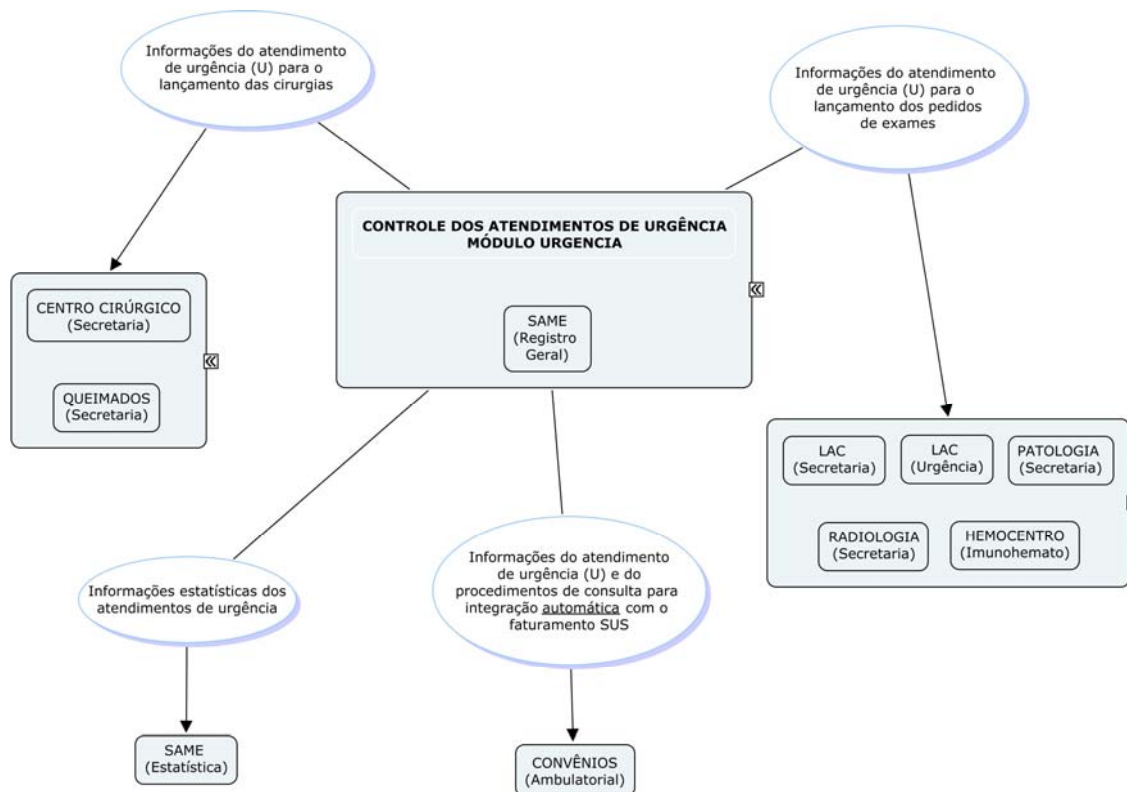 Informações do atendimento
de urgência (U) para o
lançamento das cirurgias
Informações do atendimento
de urgência (U) para o
lançamento dos pedidos
de exames
CONTROLE DOS ATENDIMENTOS DE URGÊNCIA
MÓDULO URGENCIA
SAME
(Registro
Geral)
CENTRO CIRÚRGICO
(Secretaria)
QUEIMADOS
(Secretaria)
LAC
(Secretaria)
LAC
(Urgência)
PATOLOGIA
(Secretaria)
RADIOLOGIA
(Secretaria)
HEMOCENTRO
(Imunohemato)
Informações estatísticas dos
atendimentos de urgência
Informações do atendimento
de urgência (U) e do
procedimentos de consulta para
integração automática com o
faturamento SUS
SAME
(Estatística)
CONVÊNIOS
(Ambulatorial)